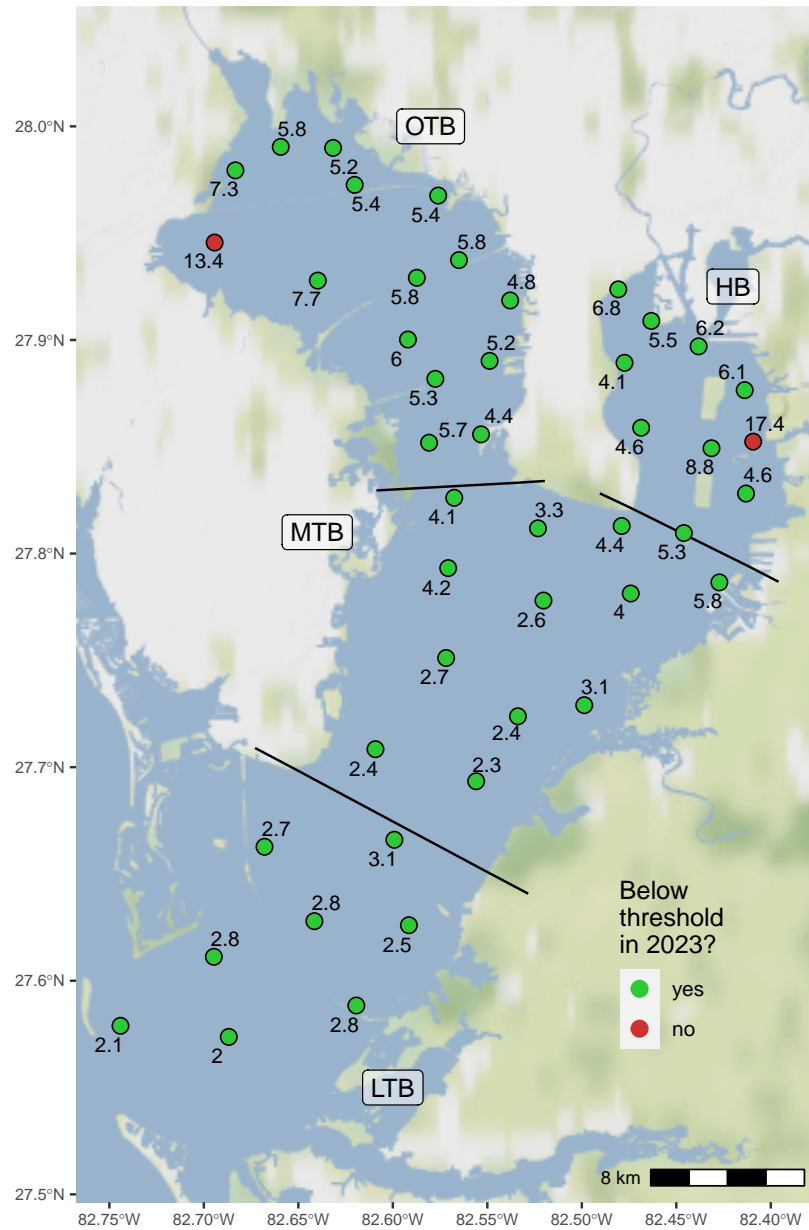 28.0°N
27.9°N
27.8°N
27.7°N
27.6°N
27.5°N
OTB
5.8
5.2
7.3
5.4
5.4
13.4
5.8
7.7
5.8
4.8
6
5.2
5.3
5.7
4.4
HB
6.8
5.5
6.2
4.1
6.1
17.4
4.6
8.8
4.6
MTB
4.1
3.3
4.4
5.3
4.2
2.6
4
5.8
2.7
2.4
3.1
2.4
2.3
2.7
3.1
2.8
2.5
2.8
2.1
2
2.8
LTB
Below
threshold
in 2023?
yes
no
8 km
82.75°W
82.70°W
82.65°W
82.60°W
82.55°W
82.50°W
82.45°W
82.40°W